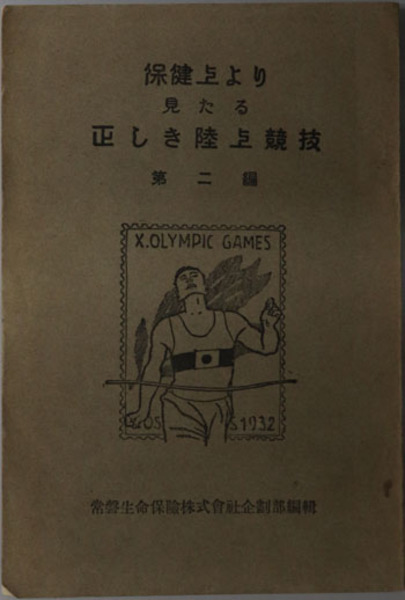 保健上より
見たる
正しき陸上競技
第二編
X.OLYMPIC GAMES
S.1932
常磐生命保險株式會社企劃部編輯